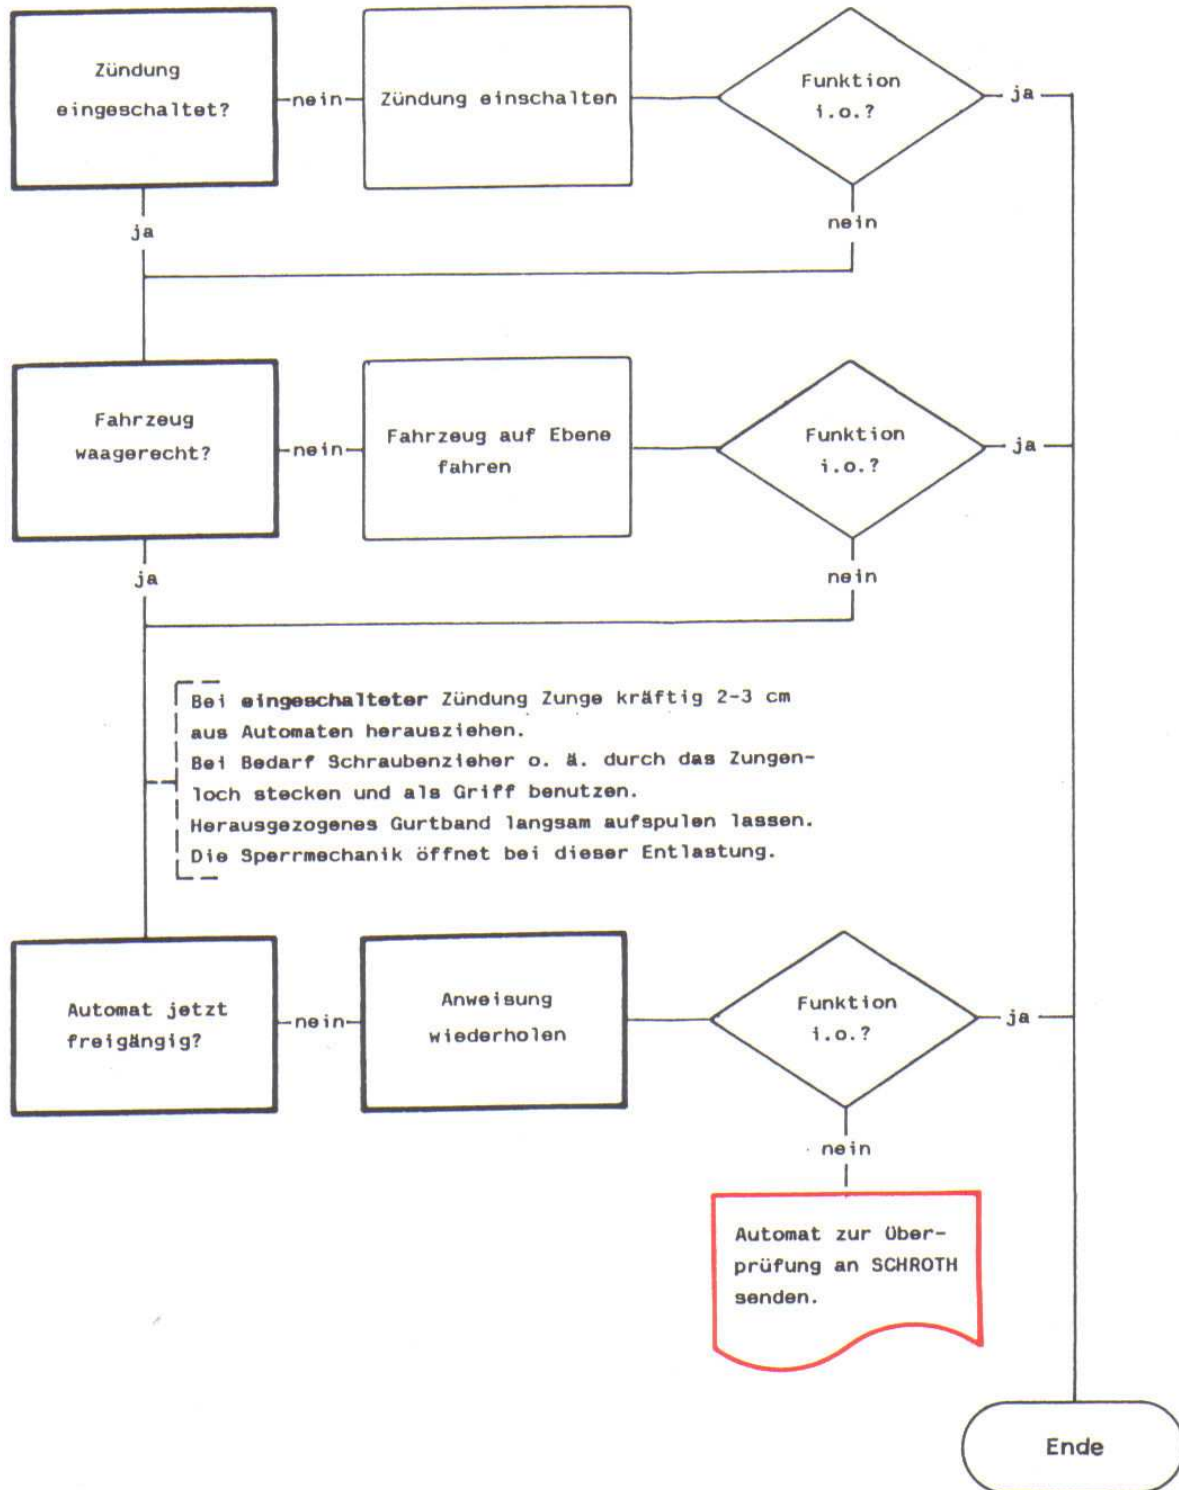 Zündung
eingeschaltet?
nein
Zündung einschalten
Funktion
i.o.?
ja
nein
ja
Fahrzeug
waagerecht?
nein
Fahrzeug auf Ebene
fahren
Funktion
i.o.?
ja
nein
ja
Bei eingeschalteter Zündung Zunge kräftig 2-3 cm
aus Automaten herausziehen.
Bei Bedarf Schraubenzieher o. ä. durch das Zungen-
loch stecken und als Griff benutzen.
Herausgezogenes Gurtband langsam aufspulen lassen.
Die Sperrmechanik öffnet bei dieser Entlastung.
Automat jetzt
freigängig?
nein
Anweisung
wiederholen
Funktion
i.o.?
ja
nein
Automat zur Über-
prüfung an SCHROTH
senden.
Ende